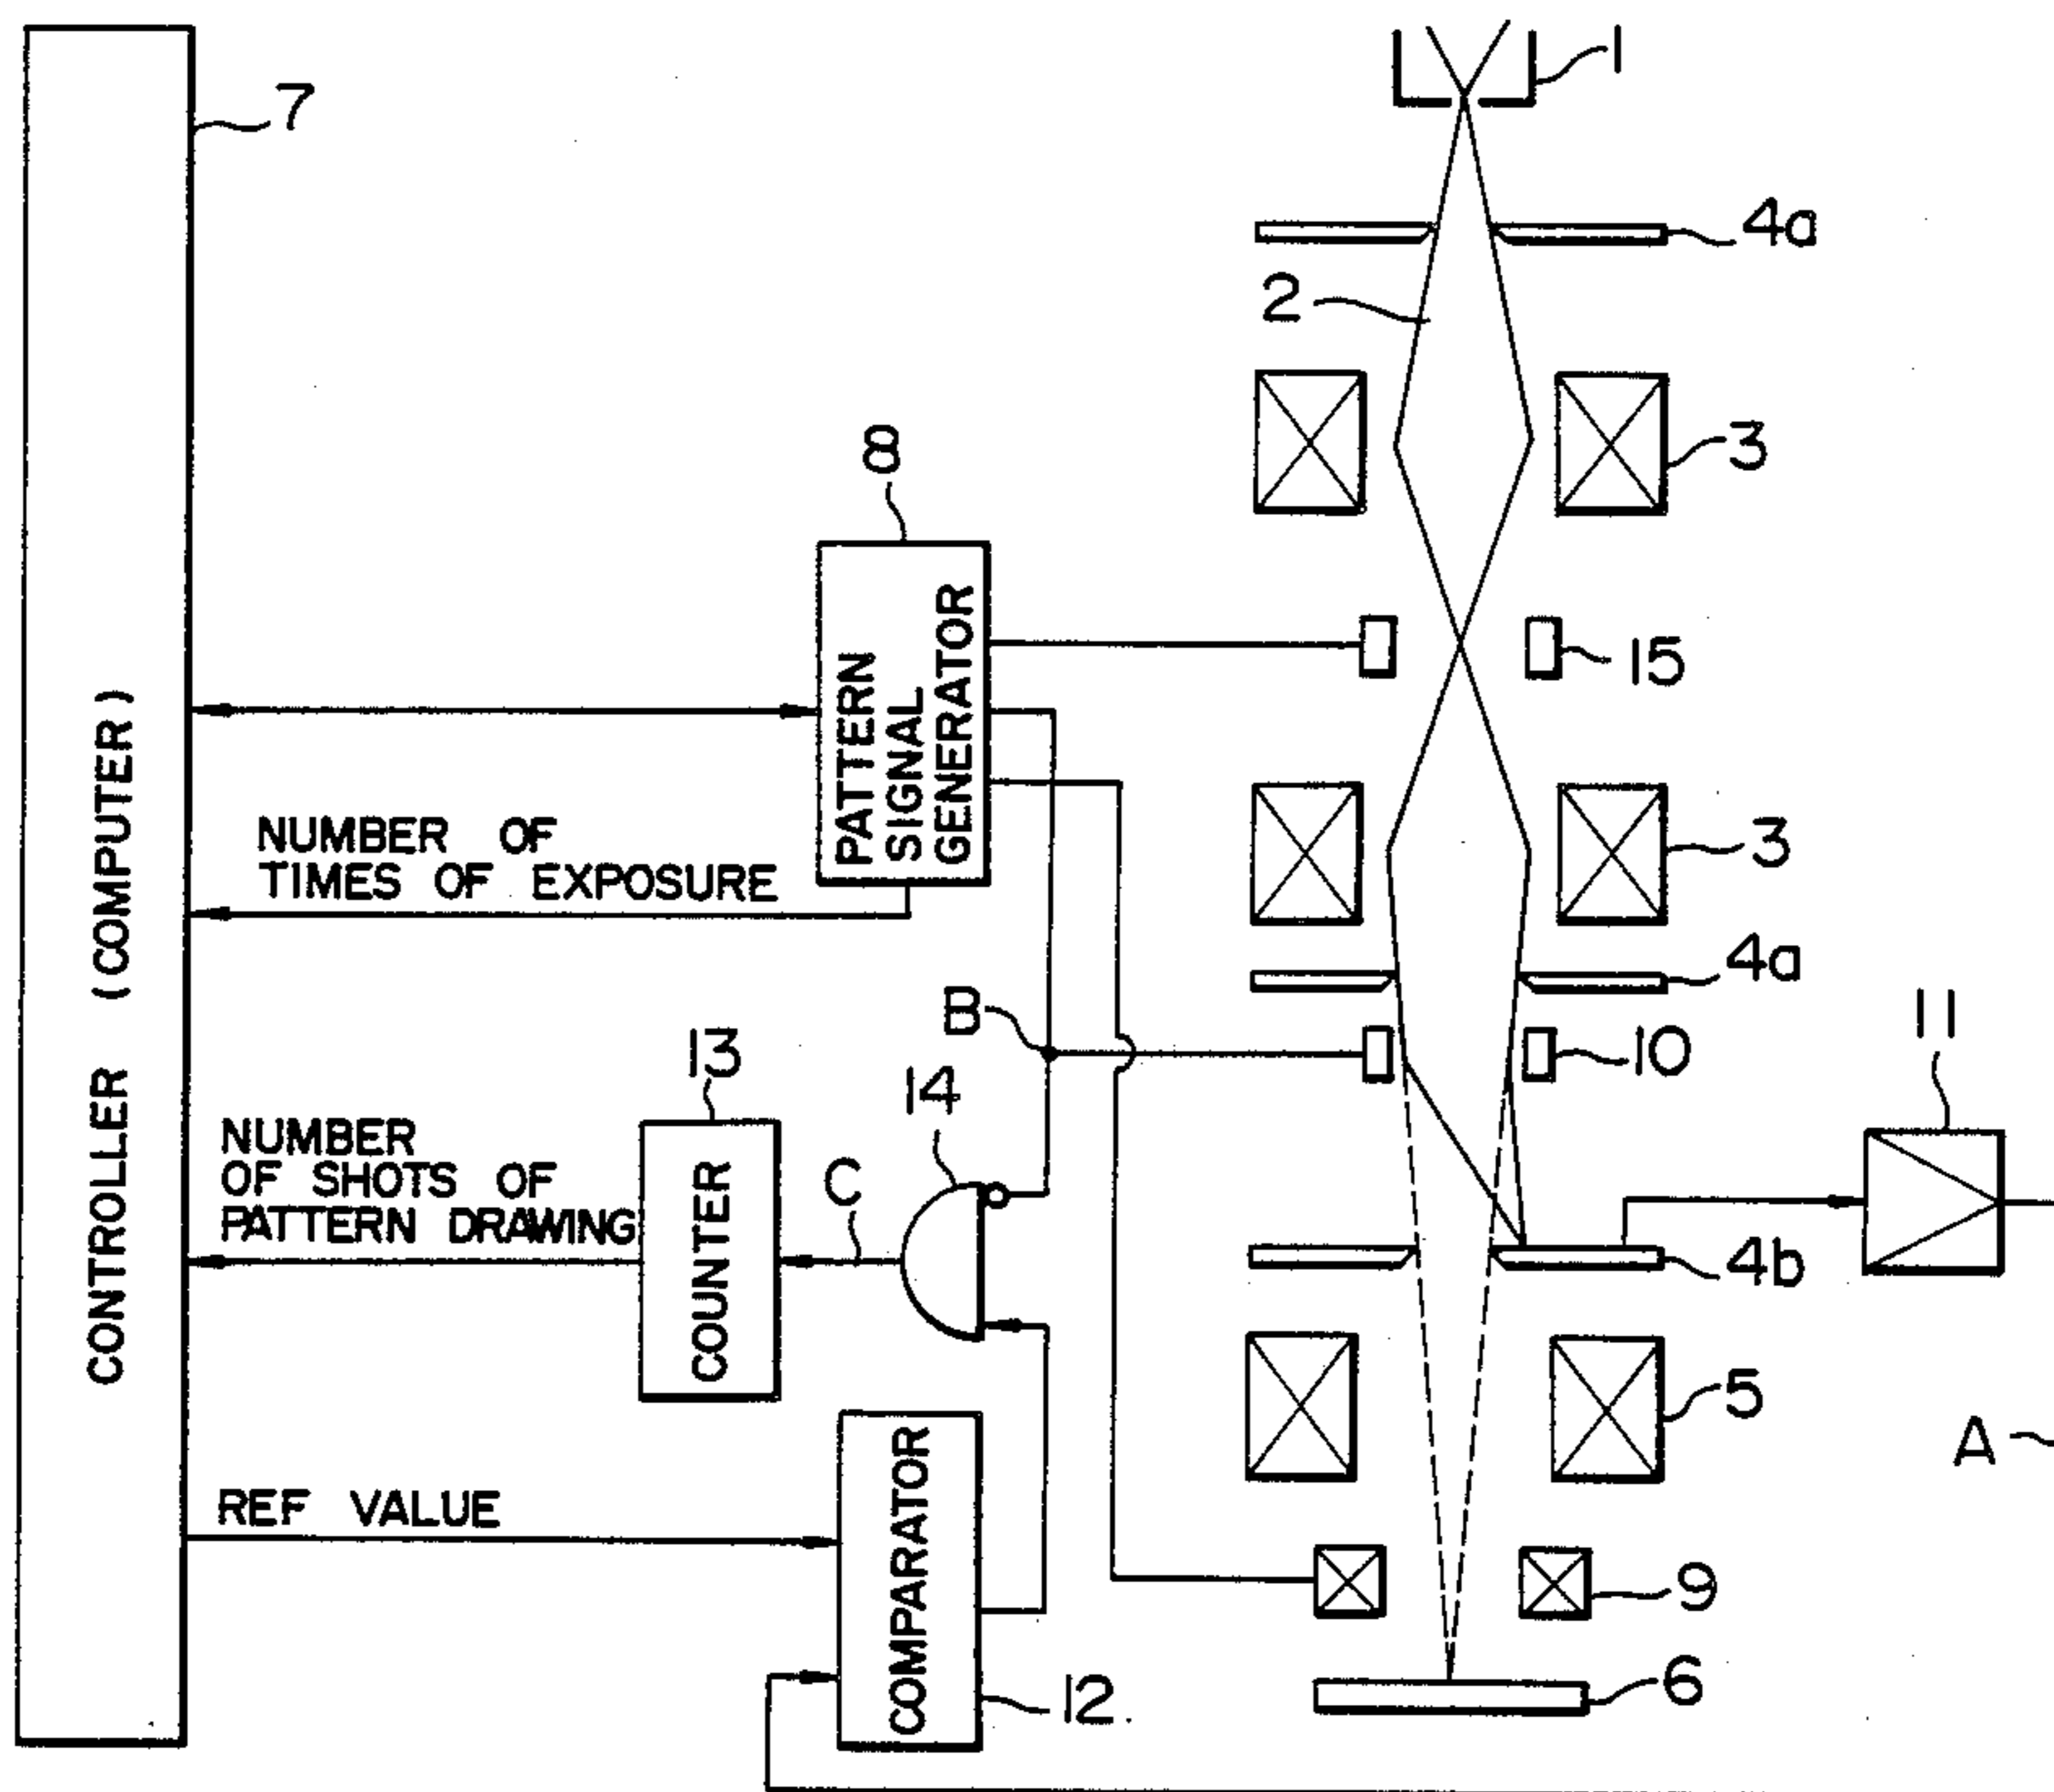 1
7
4a
2
3
8
PATTERN
SIGNAL
GENERATOR
15
CONTROLLER (COMPUTER)
NUMBER OF
TIMES OF EXPOSURE
3
4a
B
10
11
13
14
NUMBER
OF SHOTS OF
PATTERN DRAWING
COUNTER
C
4b
5
A
REF VALUE
COMPARATOR
9
12.
6